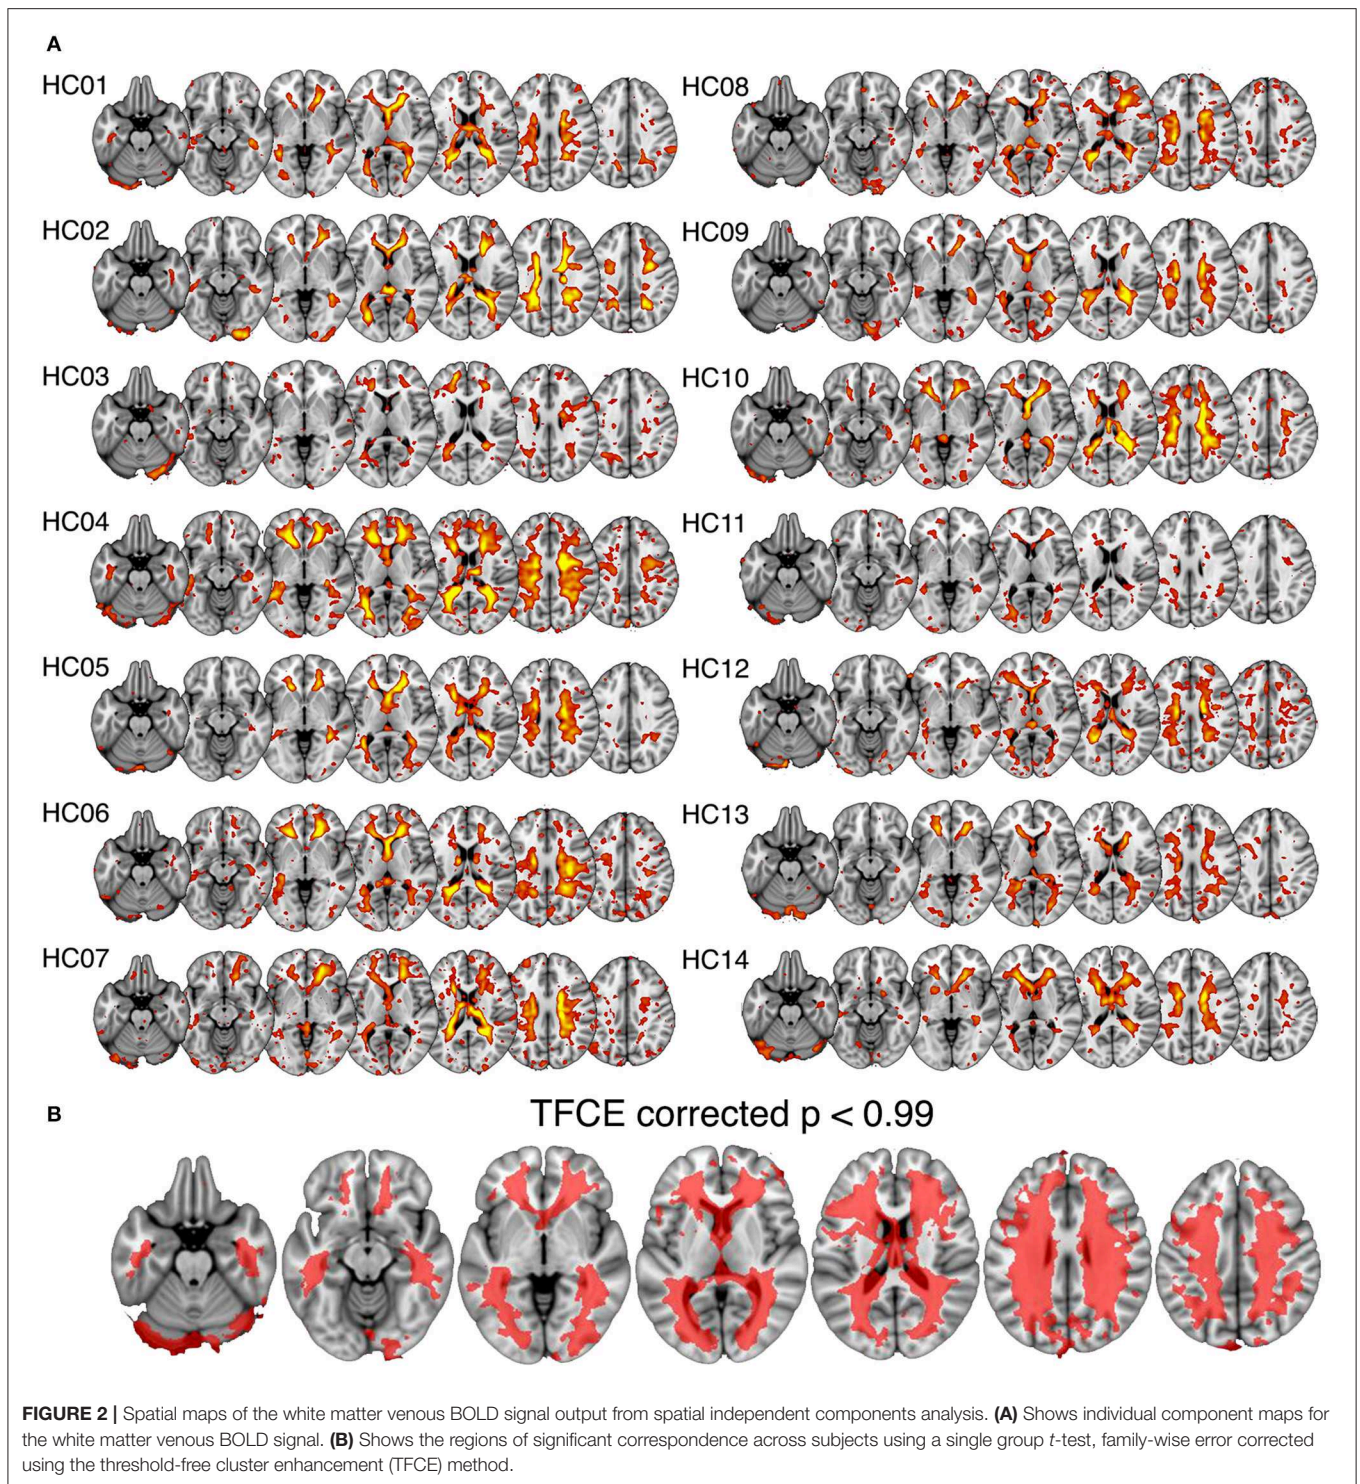 A
HC01
HC08
HC02
HC09
HC03
HC10
HC04
HC11
HC05
HC12
HC06
HC13
HC07
HC14
B
TFCE corrected p < 0.99
FIGURE 2 | Spatial maps of the white matter venous BOLD signal output from spatial independent components analysis. (A) Shows individual component maps for
the white matter venous BOLD signal. (B) Shows the regions of significant correspondence across subjects using a single group t-test, family-wise error corrected
using the threshold-free cluster enhancement (TFCE) method.